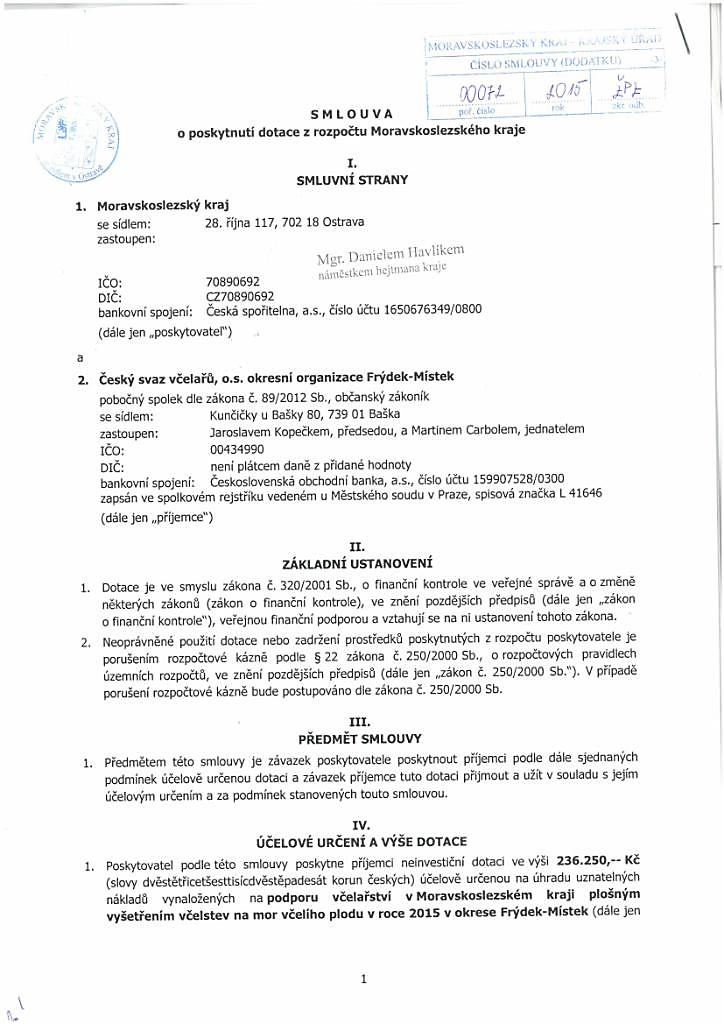 MORAVSKOSLEZSKÝ KRAJ - KRAJSKÝ ÚŘAD
ČÍSLO SMLOUVY (DODATKU) -3-
00072 2015 ŽPZ
poř. číslo rok zkr. odb.
SMLOUVA
o poskytnutí dotace z rozpočtu Moravskoslezského kraje
I.
SMLUVNÍ STRANY
1. Moravskoslezský kraj
se sídlem: 28. října 117, 702 18 Ostrava
zastoupen:
Mgr. Danielem Havlíkem
náměstkem hejtmana kraje
IČO: 70890692
DIČ: CZ70890692
bankovní spojení: Česká spořitelna, a.s., číslo účtu 1650676349/0800
(dále jen „poskytovatel“)
a
2. Český svaz včelařů, o.s. okresní organizace Frýdek-Místek
pobočný spolek dle zákona č. 89/2012 Sb., občanský zákoník
se sídlem: Kunčičky u Bašky 80, 739 01 Baška
zastoupen: Jaroslavem Kopečkem, předsedou, a Martinem Carbolem, jednatelem
IČO: 00434990
DIČ: není plátcem daně z přidané hodnoty
bankovní spojení: Československá obchodní banka, a.s., číslo účtu 159907528/0300
zapsán ve spolkovém rejstříku vedeném u Městského soudu v Praze, spisová značka L 41646
(dále jen „příjemce“)
II.
ZÁKLADNÍ USTANOVENÍ
1. Dotace je ve smyslu zákona č. 320/2001 Sb., o finanční kontrole ve veřejné správě a o změně
některých zákonů (zákon o finanční kontrole), ve znění pozdějších předpisů (dále jen „zákon
o finanční kontrole“), veřejnou finanční podporou a vztahují se na ni ustanovení tohoto zákona.
2. Neoprávněné použití dotace nebo zadržení prostředků poskytnutých z rozpočtu poskytovatele je
porušením rozpočtové kázně podle § 22 zákona č. 250/2000 Sb., o rozpočtových pravidlech
územních rozpočtů, ve znění pozdějších předpisů (dále jen „zákon č. 250/2000 Sb.“). V případě
porušení rozpočtové kázně bude postupováno dle zákona č. 250/2000 Sb.
III.
PŘEDMĚT SMLOUVY
1. Předmětem této smlouvy je závazek poskytovatele poskytnout příjemci podle dále sjednaných
podmínek účelově určenou dotaci a závazek příjemce tuto dotaci přijmout a užít v souladu s jejím
účelovým určením a za podmínek stanovených touto smlouvou.
IV.
ÚČELOVÉ URČENÍ A VÝŠE DOTACE
1. Poskytovatel podle této smlouvy poskytne příjemci neinvestiční dotaci ve výši 236.250,-- Kč
(slovy dvěstětřicetšesttisícdvěstěpadesát korun českých) účelově určenou na úhradu uznatelných
nákladů vynaložených na podporu včelařství v Moravskoslezském kraji plošným
vyšetřením včelstev na mor včelího plodu v roce 2015 v okrese Frýdek-Místek (dále jen
1